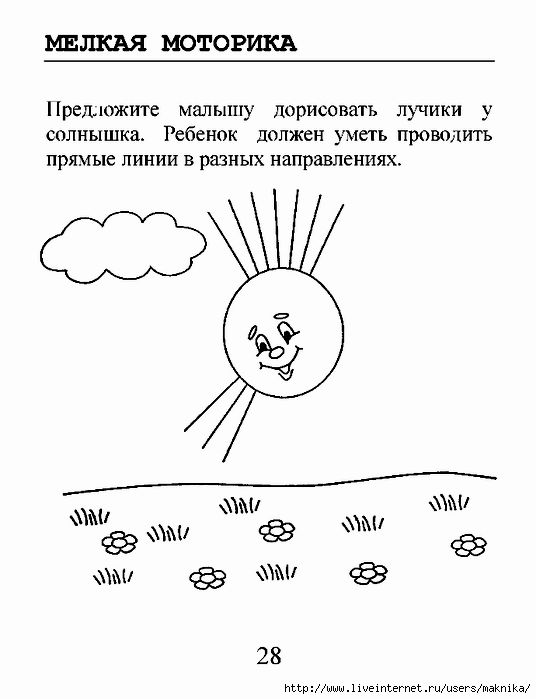 МЕЛКАЯ МОТОРИКА
Предложите малышу дорисовать лучики у
солнышка. Ребенок должен уметь проводить
прямые линии в разных направлениях.
28
http://www.liveinternet.ru/users/maknika/